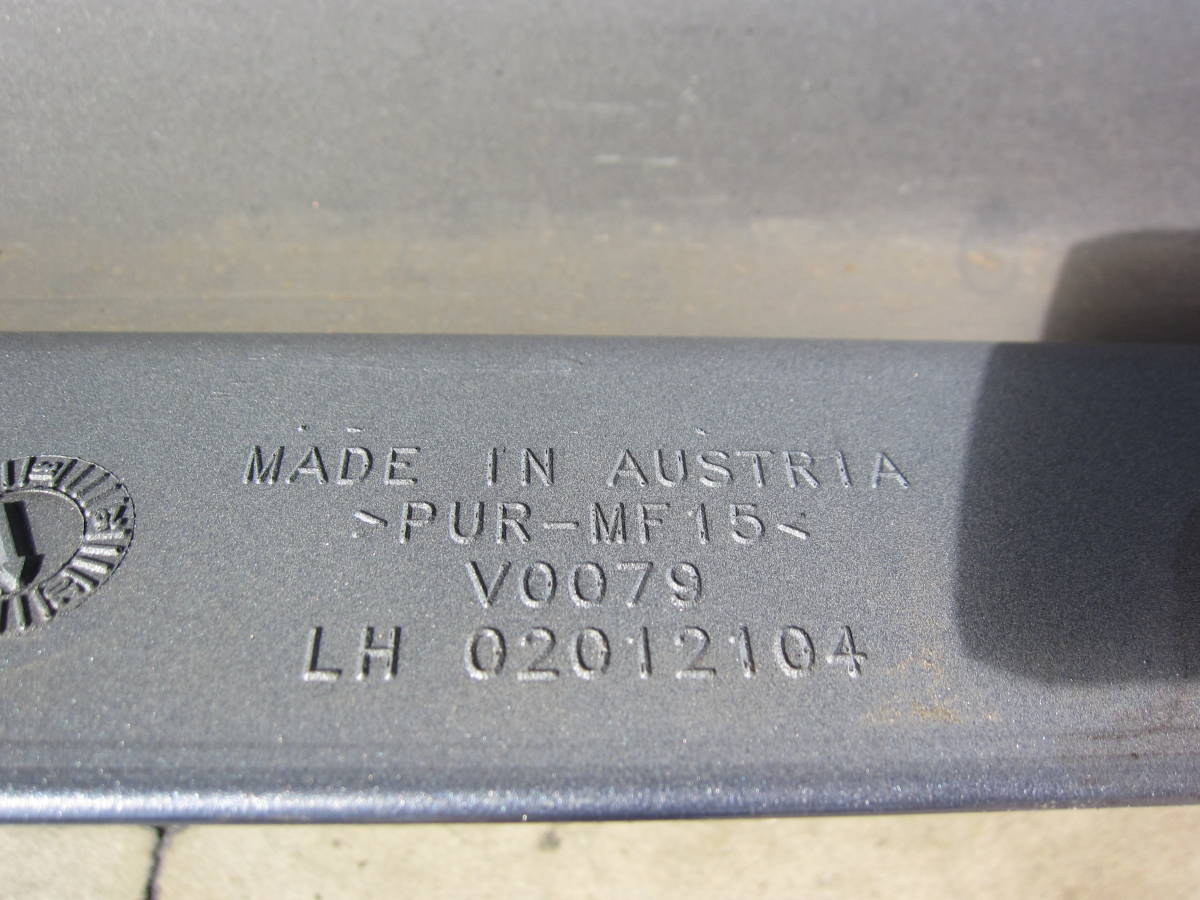 MADE IN AUSTRIA
>PUR-MF15<
V0079
LH 02012104